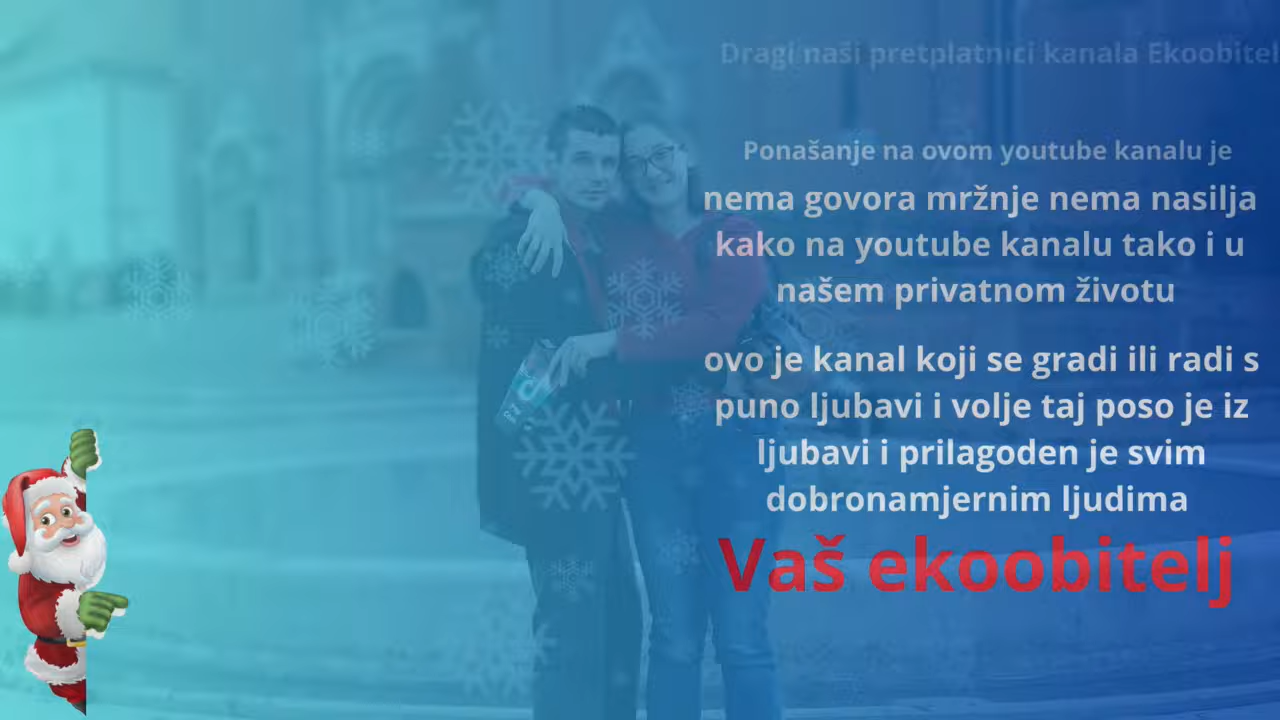 Dragi naši pretplatnici kanala Ekoobitel
Ponašanje na ovom youtube kanalu je
nema govora mržnje nema nasilja
kako na youtube kanalu tako i u
našem privatnom životu
ovo je kanal koji se gradi ili radi s
puno ljubavi i volje taj poso je iz
ljubavi i prilagođen je svim
dobronamjernim ljudima
Vaš ekoobitelj